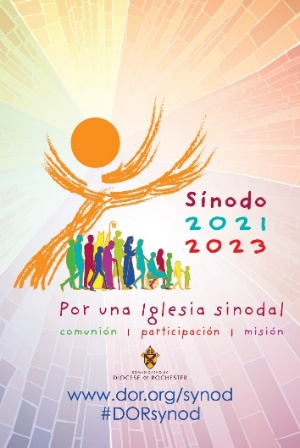 Sínodo
2021
2023
Por una Iglesia sinodal
comunión | participación | misión
DIOCESE of ROCHESTER
www.dor.org/synod
#DORsynod